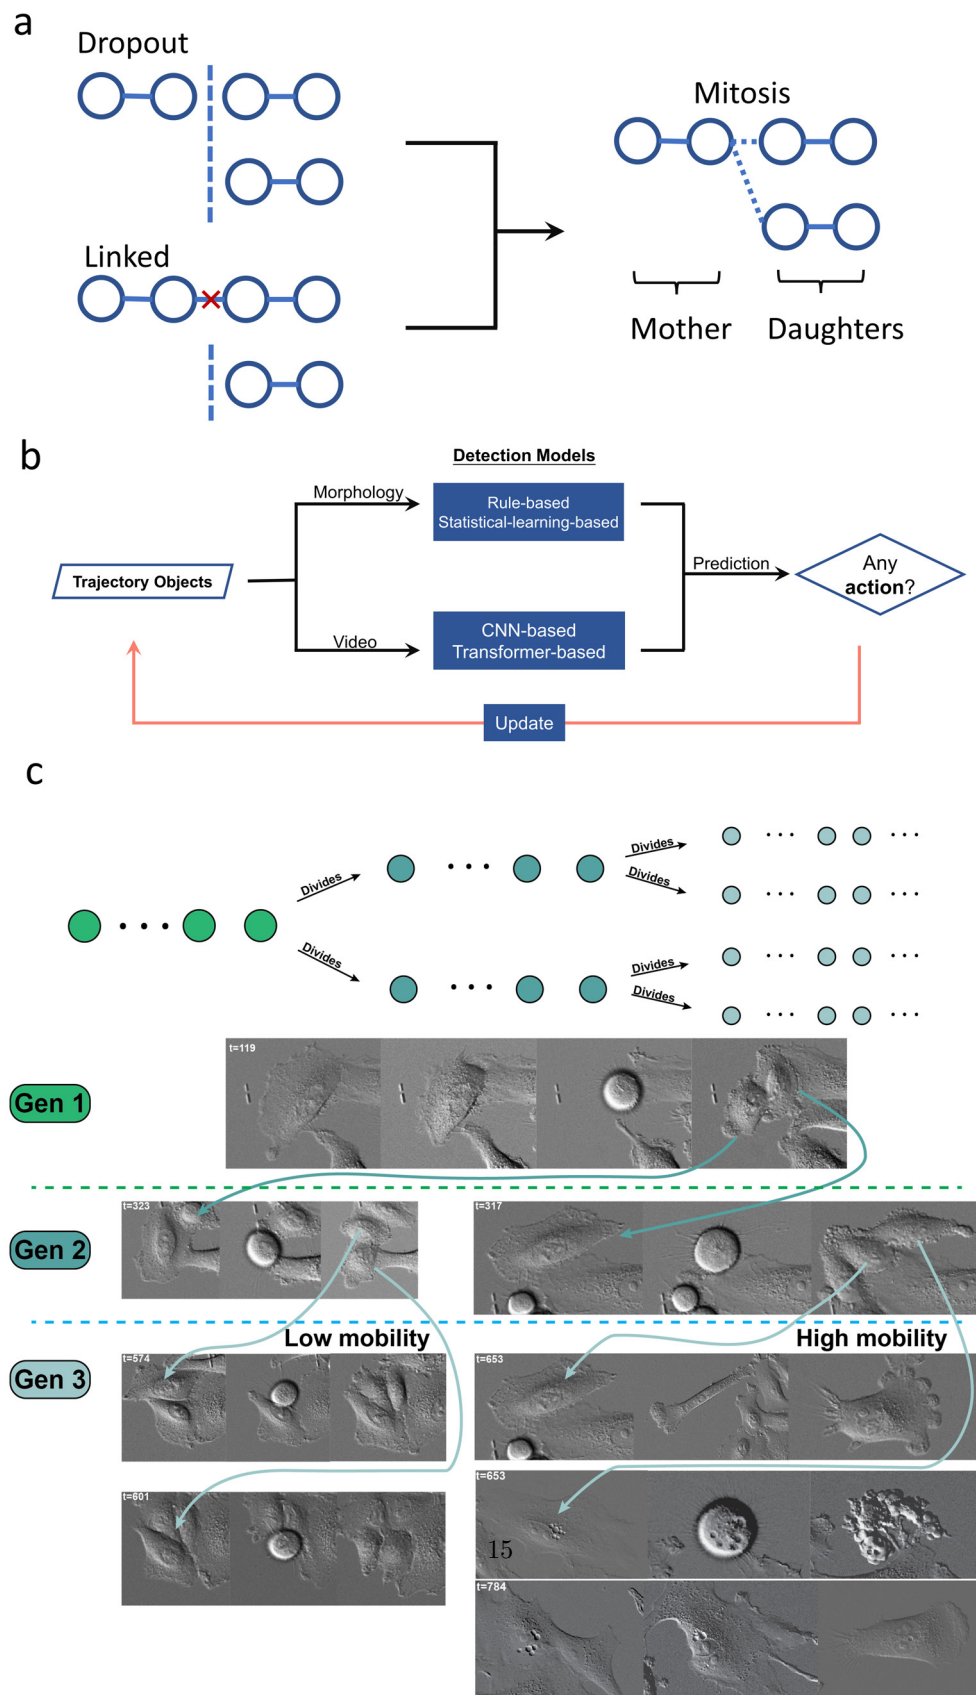 a
Dropout
Mitosis
Linked
Mother
Daughters
b
Detection Models
Morphology
Rule-based
Statistical-learning-based
Trajectory Objects
Prediction
Any
action?
Video
CNN-based
Transformer-based
Update
c
Divides
Divides
Divides
Divides
Divides
Divides
t=119
Gen 1
t=323
t=317
Gen 2
Low mobility
High mobility
t=574
t=653
Gen 3
t=653
t=601
15
t=784